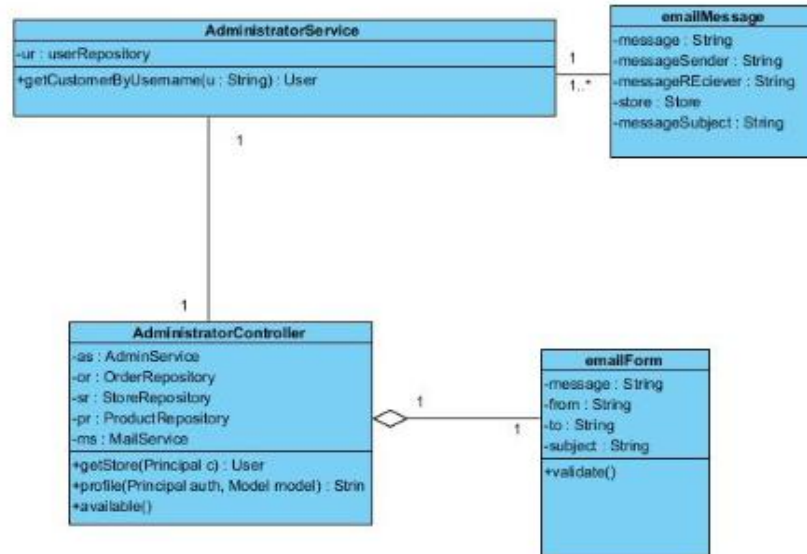 AdministratorService
-ur : userRepository
+getCustomerByUsername(u : String) : User
1
1..*
emailMessage
-message : String
-messageSender : String
-messageREciever : String
-store : Store
-messageSubject : String
1
1
AdministratorController
-as : AdminService
-or : OrderRepository
-sr : StoreRepository
-pr : ProductRepository
-ms : MailService
+getStore(Principal c) : User
+profile(Principal auth, Model model) : Strin
+available()
1
1
emailForm
-message : String
-from : String
-to : String
-subject : String
+validate()